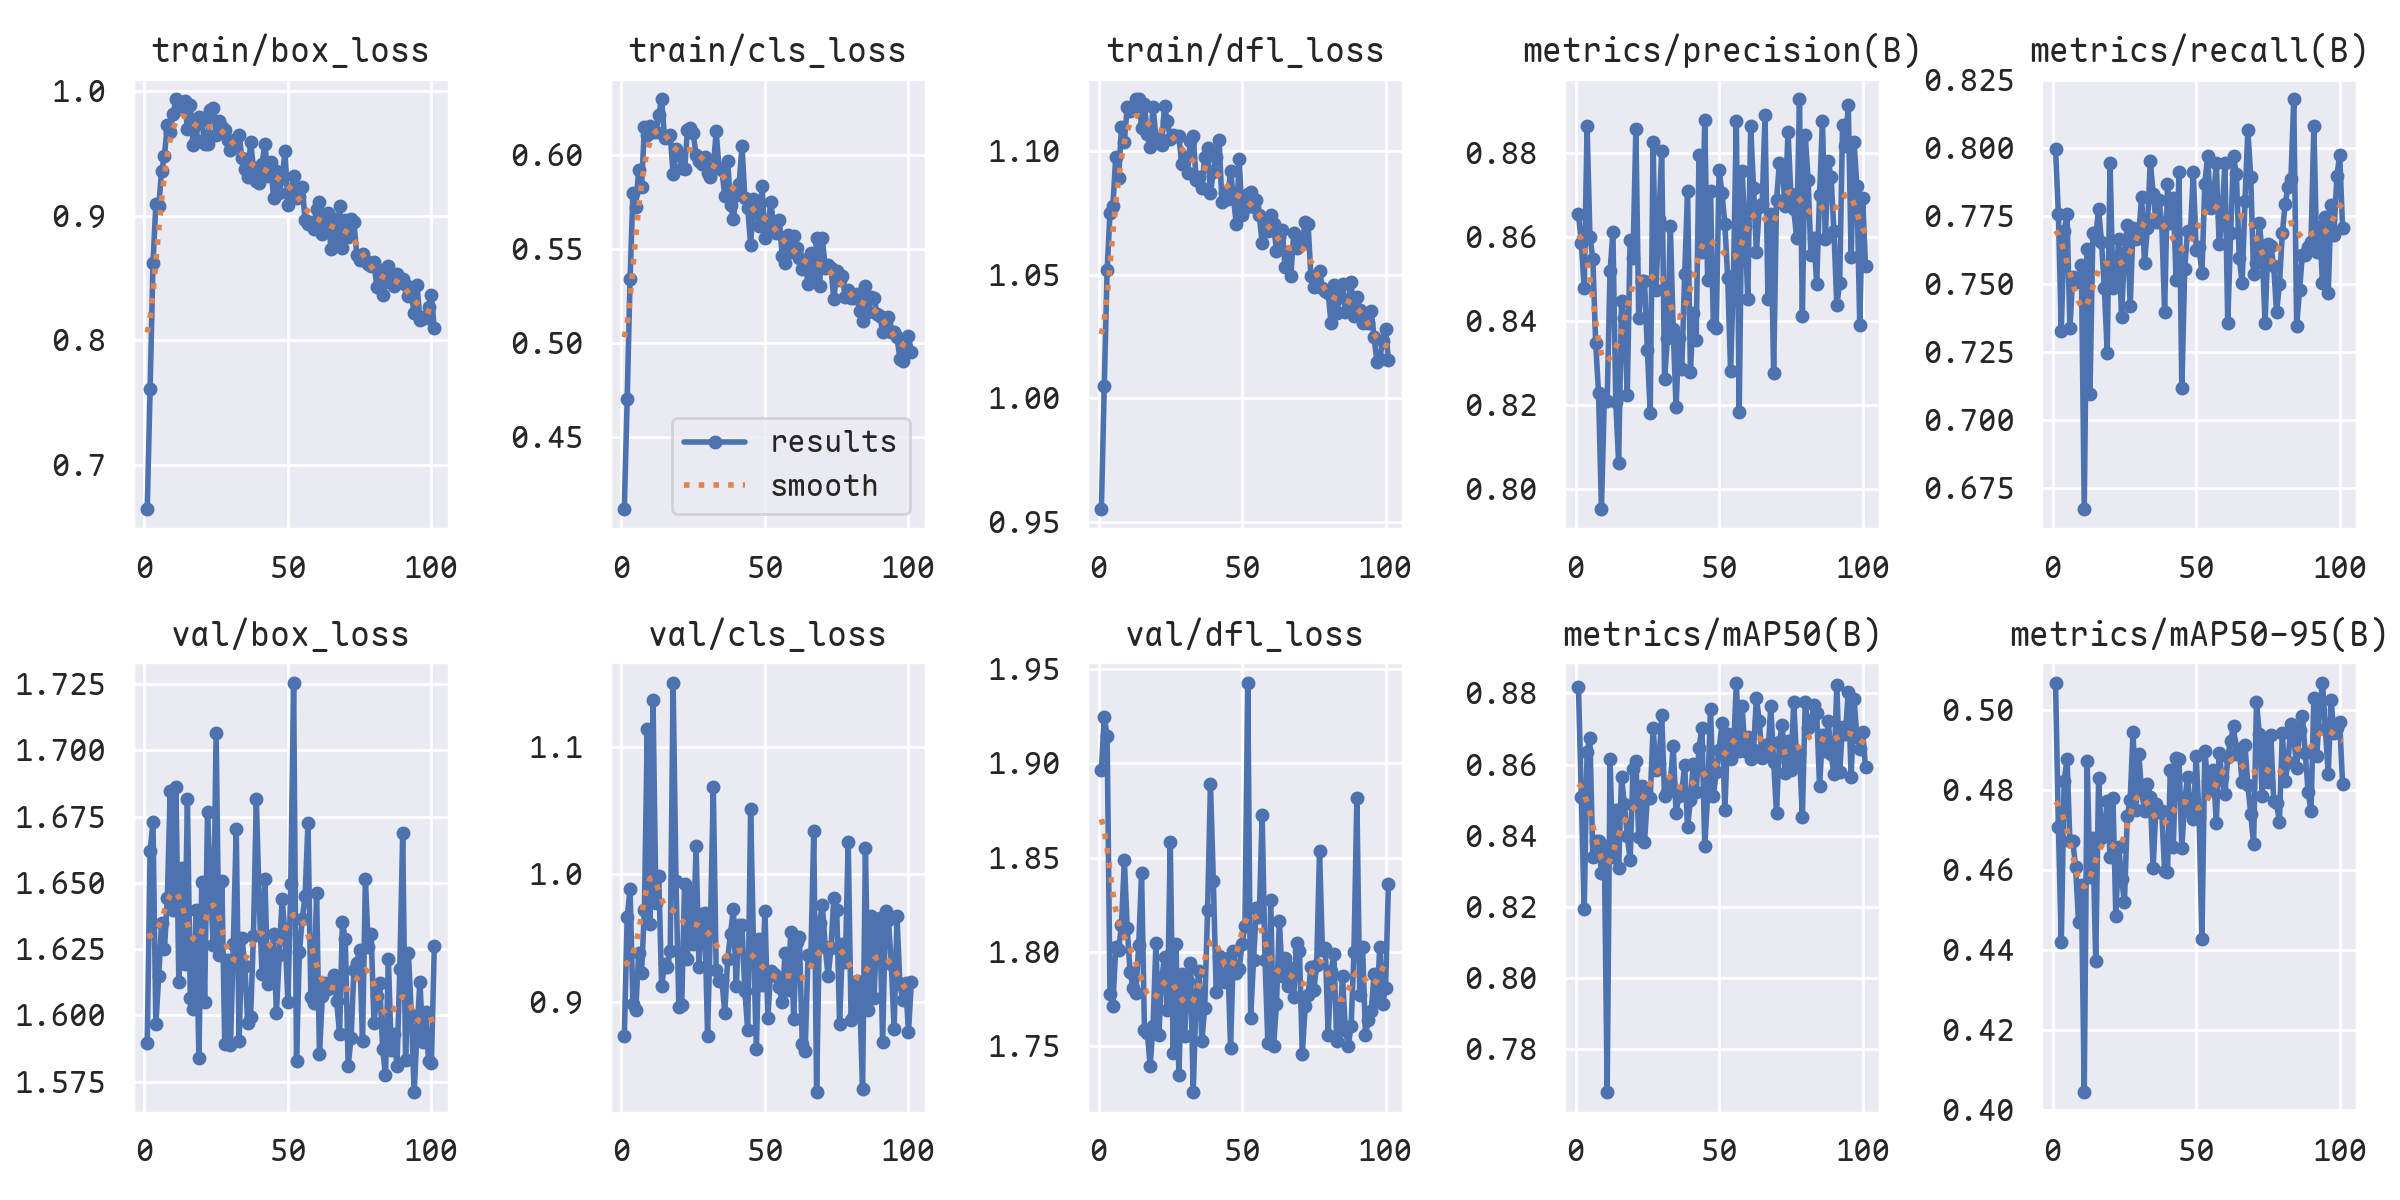 train/box_loss
1.0
0.9
0.8
0.7
0 50 100
train/cls_loss
0.60
0.55
0.50
0.45
results
smooth
0 50 100
train/dfl_loss
1.10
1.05
1.00
0.95
0 50 100
metrics/precision(B)
0.88
0.86
0.84
0.82
0.80
0 50 100
metrics/recall(B)
0.825
0.800
0.775
0.750
0.725
0.700
0.675
0 50 100
val/box_loss
1.725
1.700
1.675
1.650
1.625
1.600
1.575
0 50 100
val/cls_loss
1.1
1.0
0.9
0 50 100
val/dfl_loss
1.95
1.90
1.85
1.80
1.75
0 50 100
metrics/mAP50(B)
0.88
0.86
0.84
0.82
0.80
0.78
0 50 100
metrics/mAP50-95(B)
0.50
0.48
0.46
0.44
0.42
0.40
0 50 100